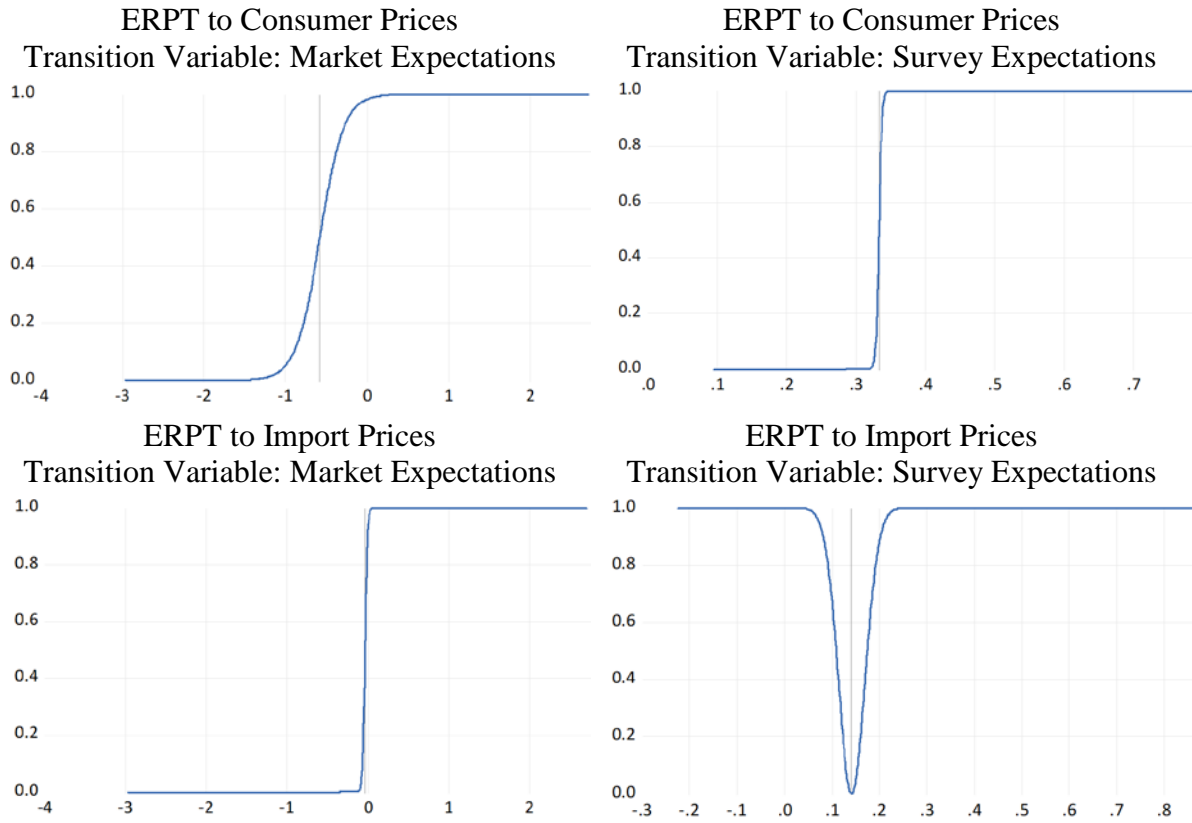 ERPT to Consumer Prices
Transition Variable: Market Expectations
1.0
0.8
0.6
0.4
0.2
0.0
-4 -3 -2 -1 0 1 2
ERPT to Consumer Prices
Transition Variable: Survey Expectations
1.0
0.8
0.6
0.4
0.2
0.0
.0 .1 .2 .3 .4 .5 .6 .7
ERPT to Import Prices
Transition Variable: Market Expectations
1.0
0.8
0.6
0.4
0.2
0.0
-4 -3 -2 -1 0 1 2
ERPT to Import Prices
Transition Variable: Survey Expectations
1.0
0.8
0.6
0.4
0.2
0.0
-.3 -.2 -.1 .0 .1 .2 .3 .4 .5 .6 .7 .8